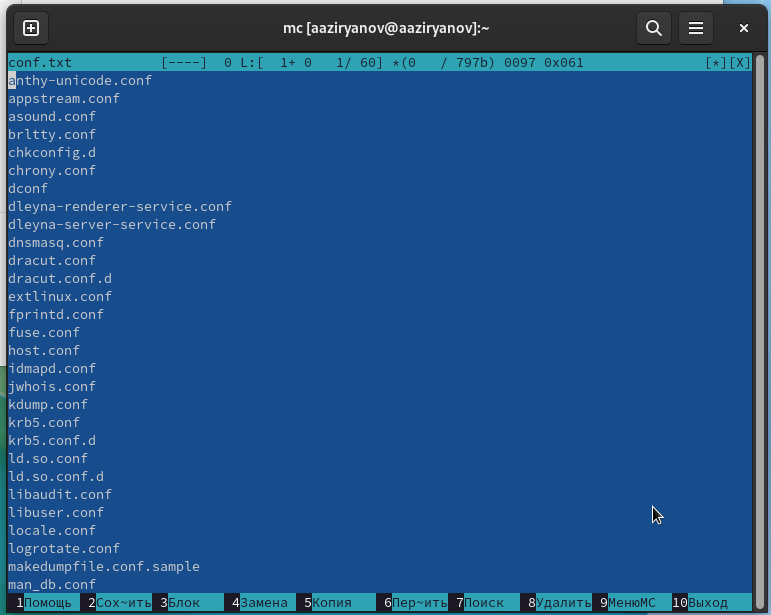 mc [aaziryanov@aaziryanov]:~
conf.txt [----] 0 L:[ 1+ 0 1/ 60] *(0 / 797b) 0097 0x061 [*][X]
anthy-unicode.conf
appstream.conf
asound.conf
brltty.conf
chkconfig.d
chrony.conf
dconf
dleyna-renderer-service.conf
dleyna-server-service.conf
dnsmasq.conf
dracut.conf
dracut.conf.d
extlinux.conf
fprintd.conf
fuse.conf
host.conf
idmapd.conf
jwhois.conf
kdump.conf
krb5.conf
krb5.conf.d
ld.so.conf
ld.so.conf.d
libaudit.conf
libuser.conf
locale.conf
logrotate.conf
makedumpfile.conf.sample
man_db.conf
1Помощь 2Сох~ить 3Блок 4Замена 5Копия 6Пер~ить 7Поиск 8Удалить 9МенюMC 10Выход